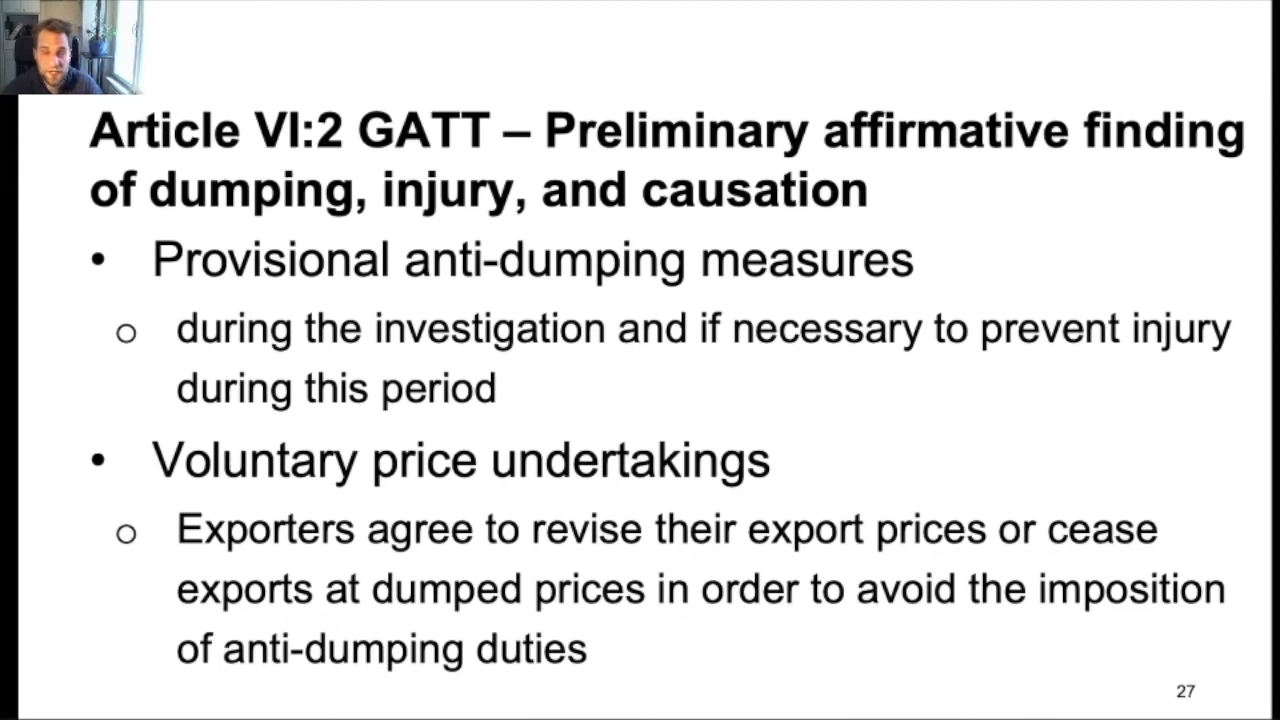 Article VI:2 GATT – Preliminary affirmative finding
of dumping, injury, and causation
• Provisional anti-dumping measures
o during the investigation and if necessary to prevent injury
during this period
• Voluntary price undertakings
o Exporters agree to revise their export prices or cease
exports at dumped prices in order to avoid the imposition
of anti-dumping duties
27